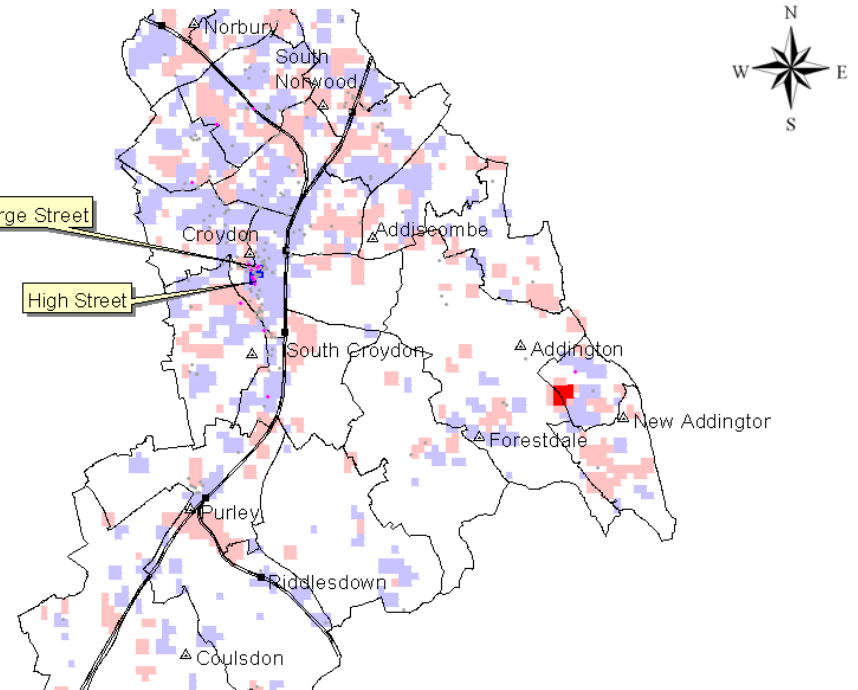 N
W E
S
Norbury
South
Norwood
rge Street
Croydon
Addiscombe
High Street
South Croydon
Addington
New Addingtor
Forestdale
Purley
Riddlesdown
Coulsdon